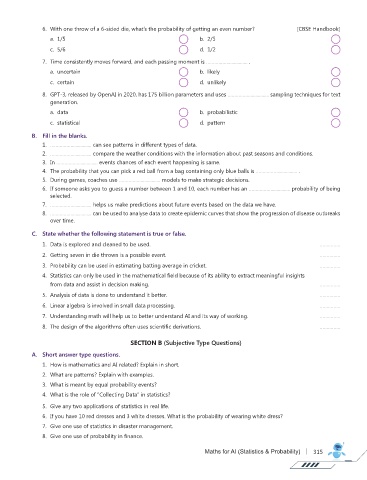 6. With one throw of a 6-sided die, what's the probability of getting an even number? [CBSE Handbook]
a. 1/5 b. 2/5
c. 5/6 d. 1/2
7. Time consistently moves forward, and each passing moment is ........................ .
a. uncertain b. likely
c. certain d. unlikely
8. GPT-3, released by OpenAI in 2020, has 175 billion parameters and uses ........................ sampling techniques for text
generation.
a. data b. probabilistic
c. statistical d. pattern
B. Fill in the blanks.
1. ........................ can see patterns in different types of data.
2. ........................ compare the weather conditions with the information about past seasons and conditions.
3. In ........................ events chances of each event happening is same.
4. The probability that you can pick a red ball from a bag containing only blue balls is ........................ .
5. During games, coaches use ........................ models to make strategic decisions.
6. If someone asks you to guess a number between 1 and 10, each number has an ........................ probability of being
selected.
7. ........................ helps us make predictions about future events based on the data we have.
8. ........................ can be used to analyse data to create epidemic curves that show the progression of disease outbreaks
over time.
C. State whether the following statement is true or false.
1. Data is explored and cleaned to be used. ............
2. Getting seven in die throws is a possible event. ............
3. Probability can be used in estimating batting average in cricket. ............
4. Statistics can only be used in the mathematical field because of its ability to extract meaningful insights
from data and assist in decision making. ............
5. Analysis of data is done to understand it better. ............
6. Linear algebra is involved in small data processing. ............
7. Understanding math will help us to better understand AI and its way of working. ............
8. The design of the algorithms often uses scientific derivations. ............
SECTION B (Subjective Type Questions)
A. Short answer type questions.
1. How is mathematics and AI related? Explain in short.
2. What are patterns? Explain with examples.
3. What is meant by equal probability events?
4. What is the role of "Collecting Data" in statistics?
5. Give any two applications of statistics in real life.
6. If you have 10 red dresses and 3 white dresses. What is the probability of wearing white dress?
7. Give one use of statistics in disaster management.
8. Give one use of probability in finance.
Maths for AI (Statistics & Probability) | 315